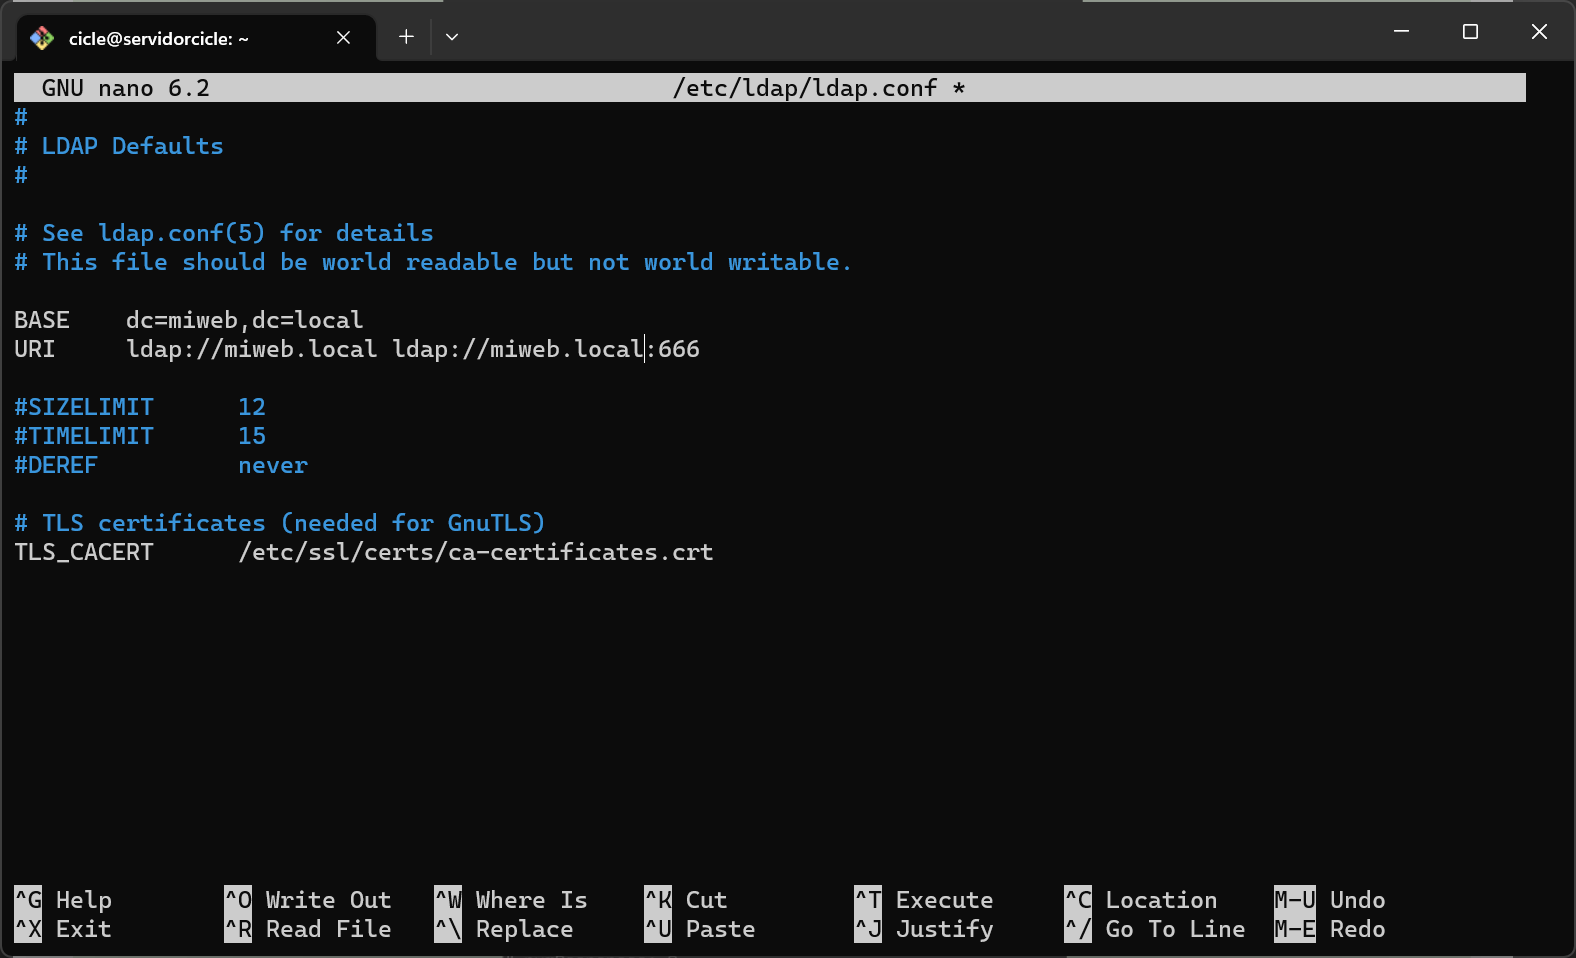 cicle@servidorcicle: ~
GNU nano 6.2 /etc/ldap/ldap.conf *
#
# LDAP Defaults
#
# See ldap.conf(5) for details
# This file should be world readable but not world writable.
BASE dc=miweb,dc=local
URI ldap://miweb.local ldap://miweb.local:666
#SIZELIMIT 12
#TIMELIMIT 15
#DEREF never
# TLS certificates (needed for GnuTLS)
TLS_CACERT /etc/ssl/certs/ca-certificates.crt
^G Help ^O Write Out ^W Where Is ^K Cut ^T Execute ^C Location M-U Undo
^X Exit ^R Read File ^\ Replace ^U Paste ^J Justify ^/ Go To Line M-E Redo